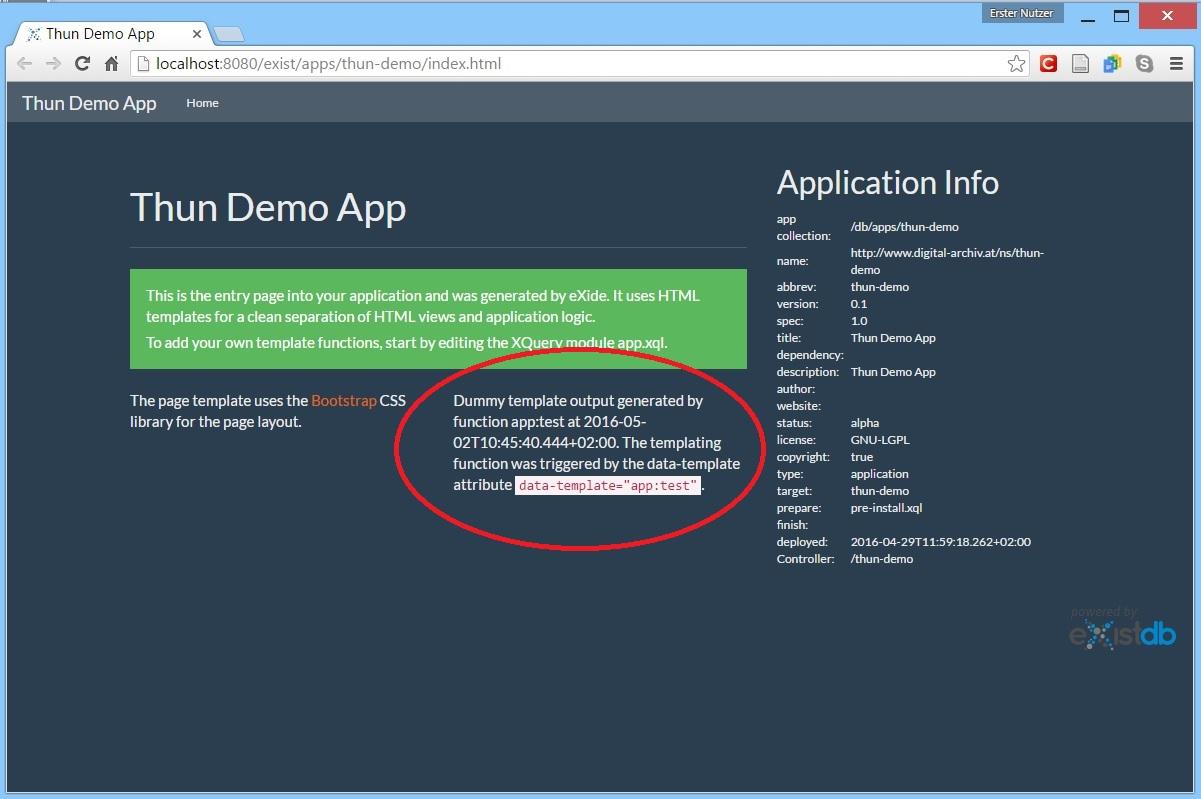 Erster Nutzer
Thun Demo App
localhost:8080/exist/apps/thun-demo/index.html
Thun Demo App Home
Thun Demo App
This is the entry page into your application and was generated by eXide. It uses HTML
templates for a clean separation of HTML views and application logic.
To add your own template functions, start by editing the XQuery module app.xql.
The page template uses the Bootstrap CSS
library for the page layout.
Dummy template output generated by
function app:test at 2016-05-
02T10:45:40.444+02:00. The templating
function was triggered by the data-template
attribute data-template="app:test".
Application Info
app
collection: /db/apps/thun-demo
name: http://www.digital-archiv.at/ns/thun-
demo
abbrev: thun-demo
version: 0.1
spec: 1.0
title: Thun Demo App
dependency:
description: Thun Demo App
author:
website:
status: alpha
license: GNU-LGPL
copyright: true
type: application
target: thun-demo
prepare: pre-install.xql
finish:
deployed: 2016-04-29T11:59:18.262+02:00
Controller: /thun-demo
powered by
eXistdb